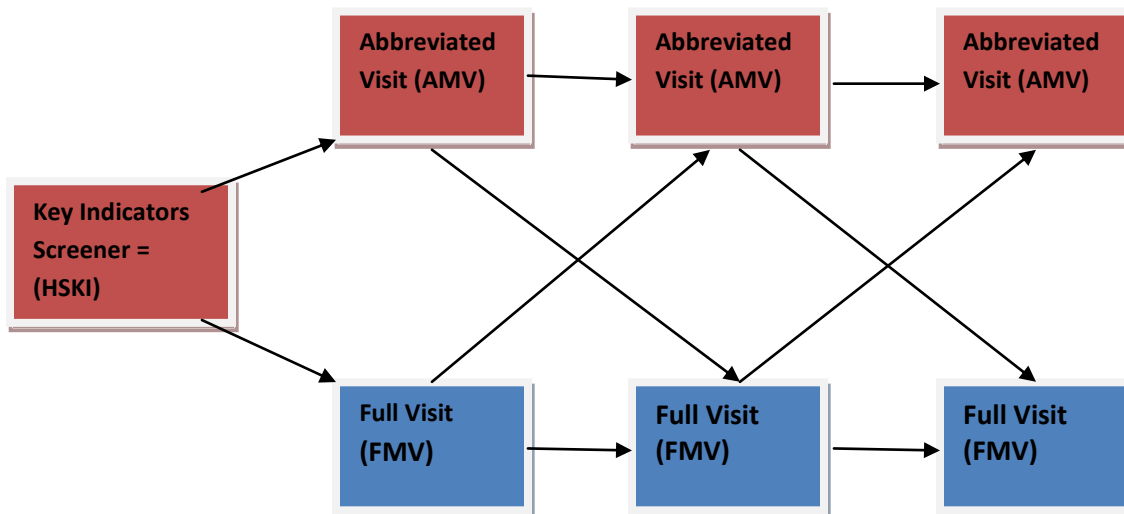 Abbreviated
Visit (AMV)
Abbreviated
Visit (AMV)
Abbreviated
Visit (AMV)
Key Indicators
Screener =
(HSKI)
Full Visit
(FMV)
Full Visit
(FMV)
Full Visit
(FMV)